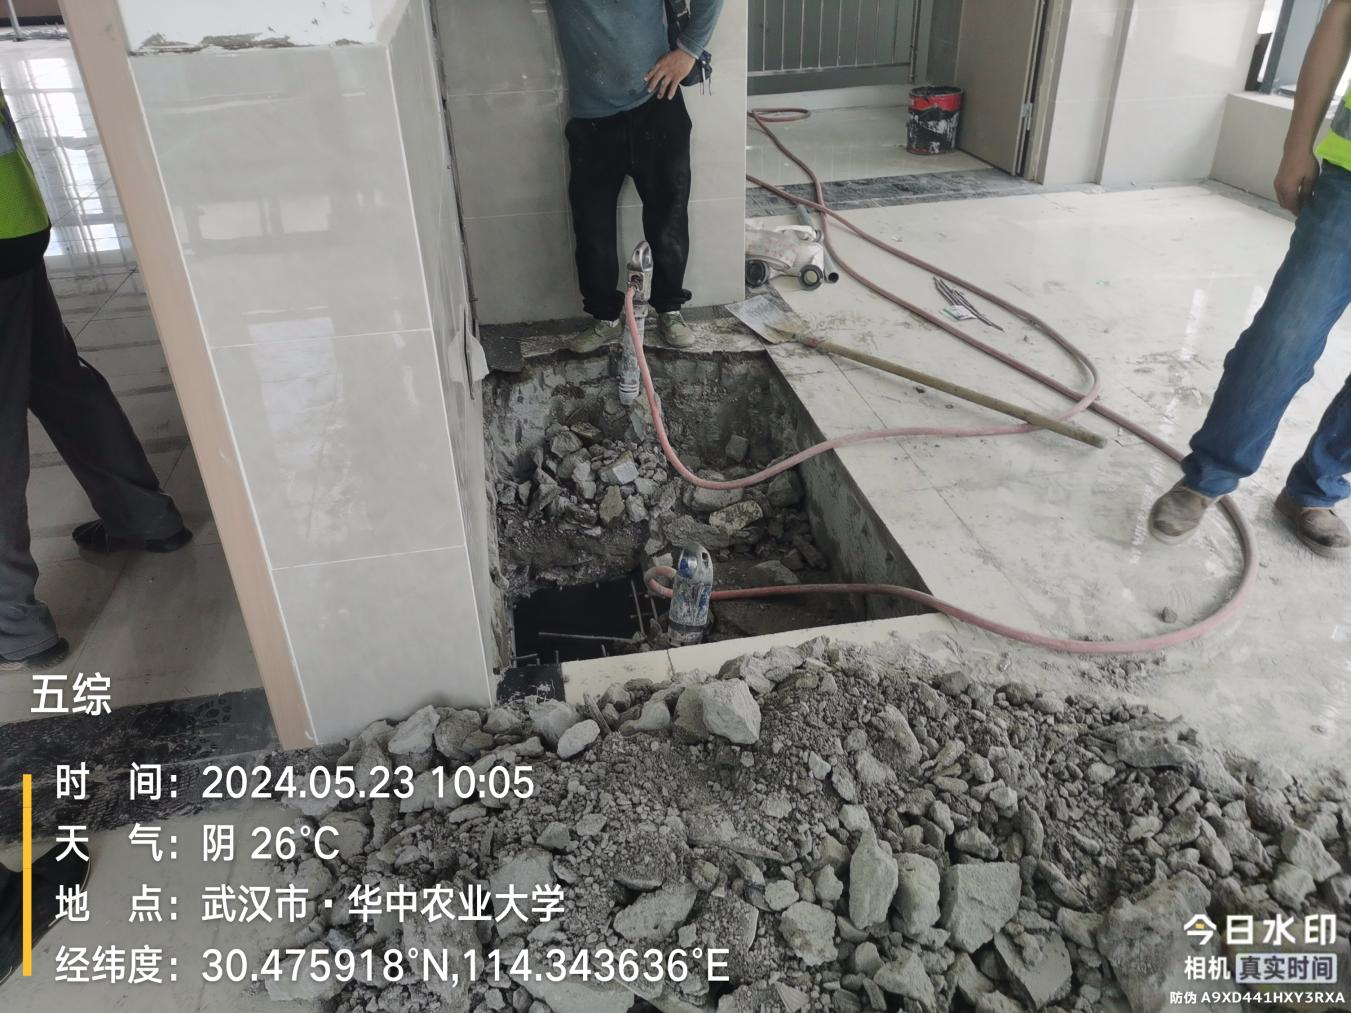 五综
时 间：2024.05.23 10:05
天 气：阴 26°C
地 点：武汉市·华中农业大学
经纬度：30.475918°N,114.343636°E
今日水印
相机 真实时间
防伪 A9XD441HXY3RXA